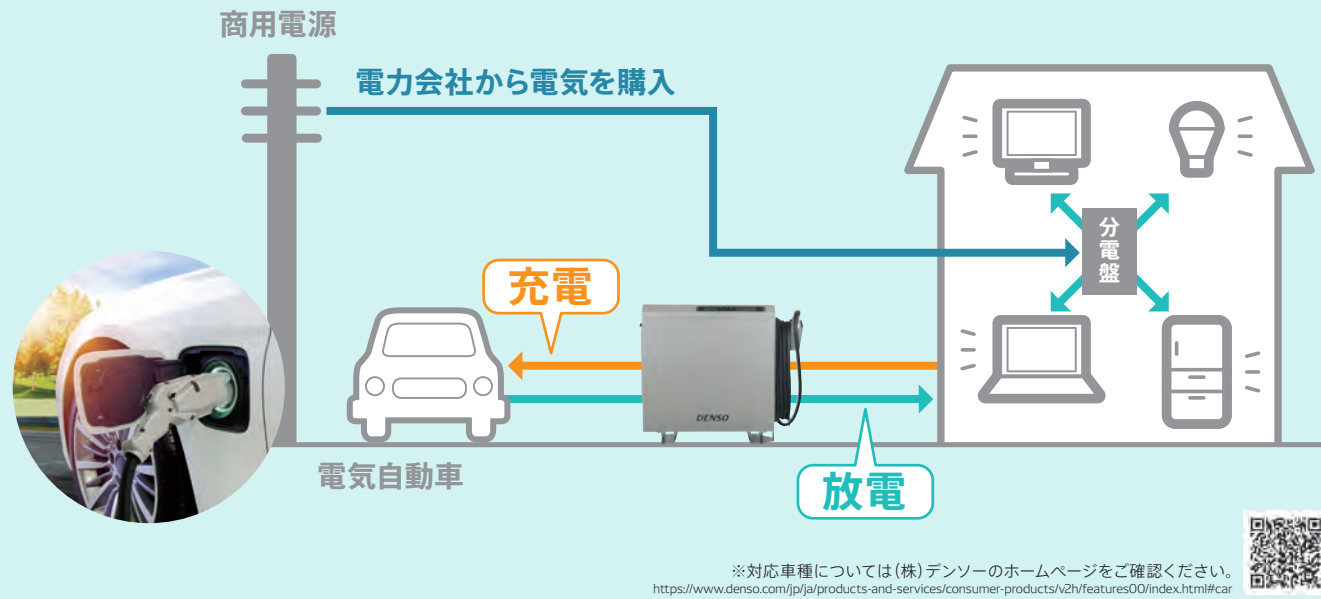 商用電源
電力会社から電気を購入
分電盤
充電
DENSO
放電
電気自動車
※対応車種については(株)デンソーのホームページをご確認ください。
https://www.denso.com/jp/ja/products-and-services/consumer-products/v2h/features00/index.html#car